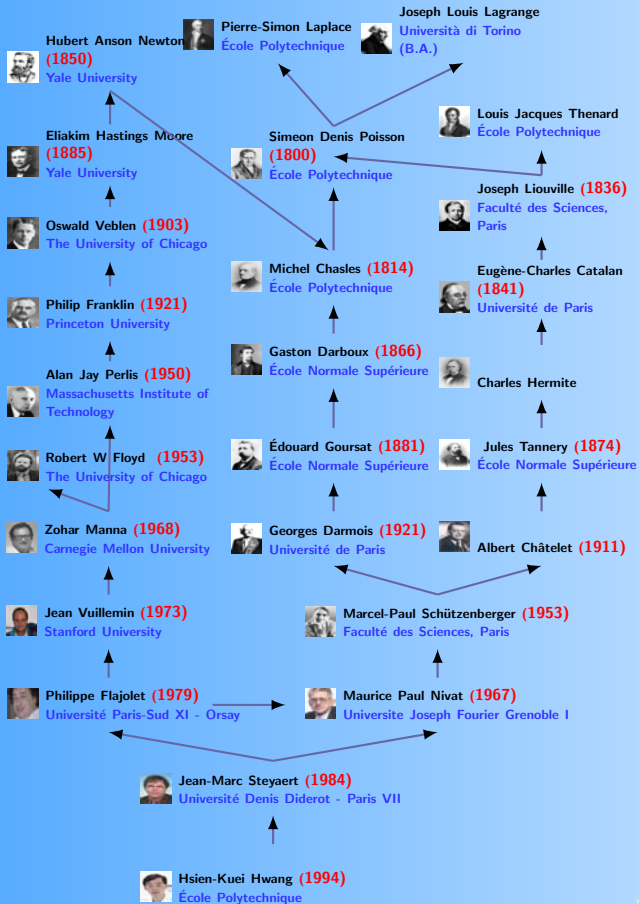 Hubert Anson Newton
(1850)
Yale University
Pierre-Simon Laplace
École Polytechnique
Joseph Louis Lagrange
Università di Torino
(B.A.)
Eliakim Hastings Moore
(1885)
Yale University
Simeon Denis Poisson
(1800)
École Polytechnique
Louis Jacques Thenard
École Polytechnique
Oswald Veblen (1903)
The University of Chicago
Joseph Liouville (1836)
Faculté des Sciences,
Paris
Michel Chasles (1814)
École Polytechnique
Eugène-Charles Catalan
(1841)
Université de Paris
Philip Franklin (1921)
Princeton University
Gaston Darboux (1866)
École Normale Supérieure
Charles Hermite
Alan Jay Perlis (1950)
Massachusetts Institute of
Technology
Robert W Floyd (1953)
The University of Chicago
Édouard Goursat (1881)
École Normale Supérieure
Jules Tannery (1874)
École Normale Supérieure
Zohar Manna (1968)
Carnegie Mellon University
Georges Darmois (1921)
Université de Paris
Albert Châtelet (1911)
Jean Vuillemin (1973)
Stanford University
Marcel-Paul Schützenberger (1953)
Faculté des Sciences, Paris
Philippe Flajolet (1979)
Université Paris-Sud XI - Orsay
Maurice Paul Nivat (1967)
Universite Joseph Fourier Grenoble I
Jean-Marc Steyaert (1984)
Université Denis Diderot - Paris VII
Hsien-Kuei Hwang (1994)
École Polytechnique